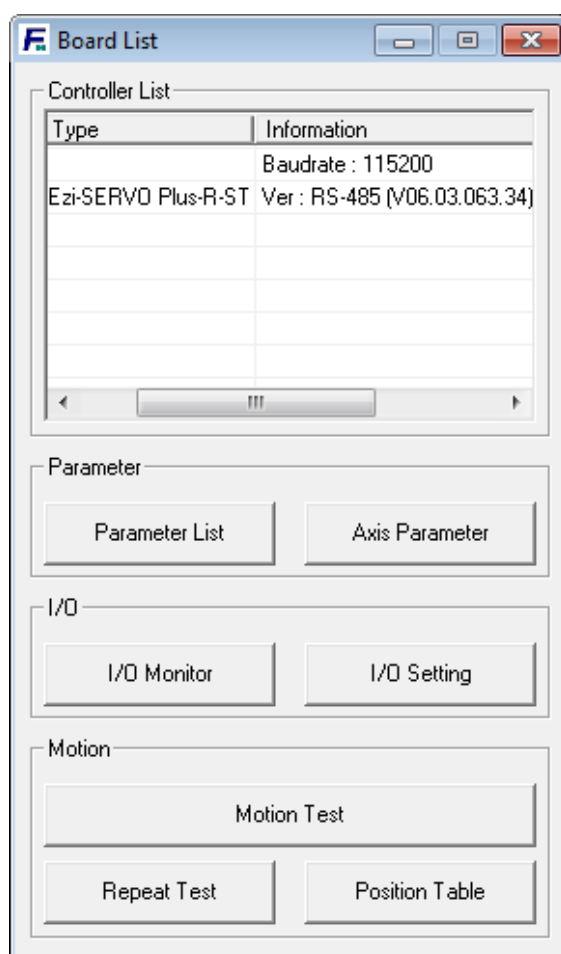 Board List
Controller List
Type Information
Baudrate : 115200
Ezi-SERVO Plus-R-ST Ver : RS-485 (V06.03.063.34)
Parameter
Parameter List Axis Parameter
I/O
I/O Monitor I/O Setting
Motion
Motion Test
Repeat Test Position Table